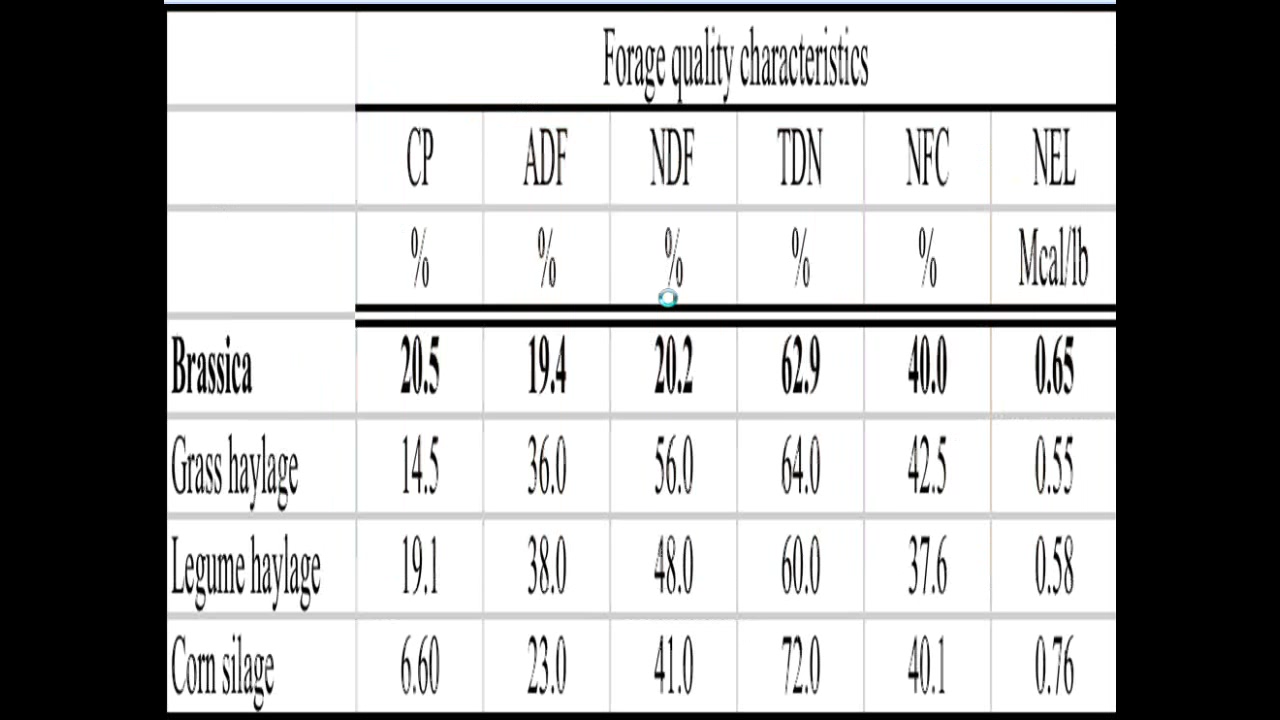 Forage quality characteristics
CP ADF NDF TDN NFC NEL
% % % % % Mcal/lb
Brassica 20.5 19.4 20.2 62.9 40.0 0.65
Grass haylage 14.5 36.0 56.0 64.0 42.5 0.55
Legume haylage 19.1 38.0 48.0 60.0 37.6 0.58
Corn silage 6.60 23.0 41.0 72.0 40.1 0.76